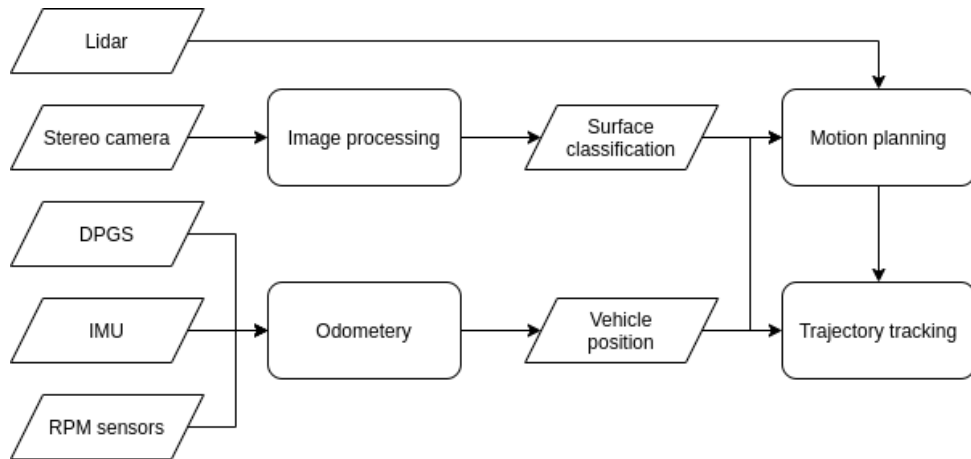 Lidar
Stereo camera
Image processing
Surface
classification
Motion planning
DPGS
IMU
Odometery
Vehicle
position
Trajectory tracking
RPM sensors